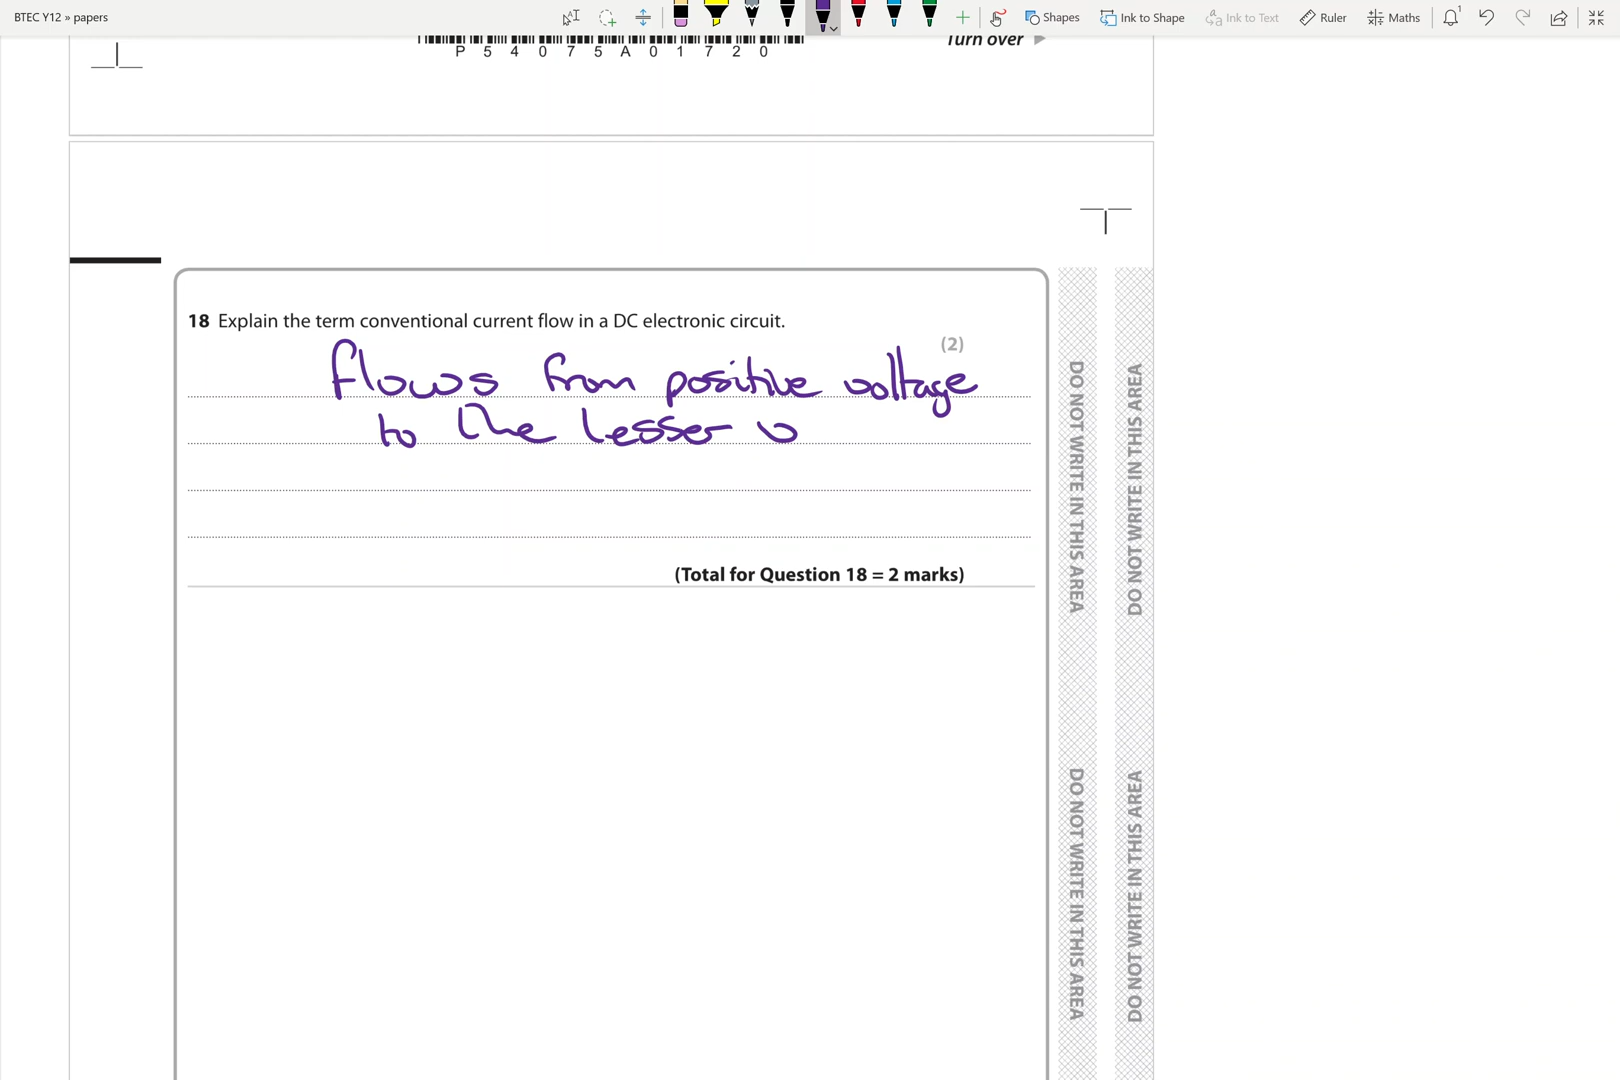 BTEC Y12 » papers
Shapes
Ink to Shape
Ink to Text
Ruler
Maths
1
P 5 4 0 7 5 A 0 1 7 2 0
Turn over
18 Explain the term conventional current flow in a DC electronic circuit.
(2)
flows from positive voltage
to the lesser
(Total for Question 18 = 2 marks)
DO NOT WRITE IN THIS AREA
DO NOT WRITE IN THIS AREA
DO NOT WRITE IN THIS AREA
DO NOT WRITE IN THIS AREA